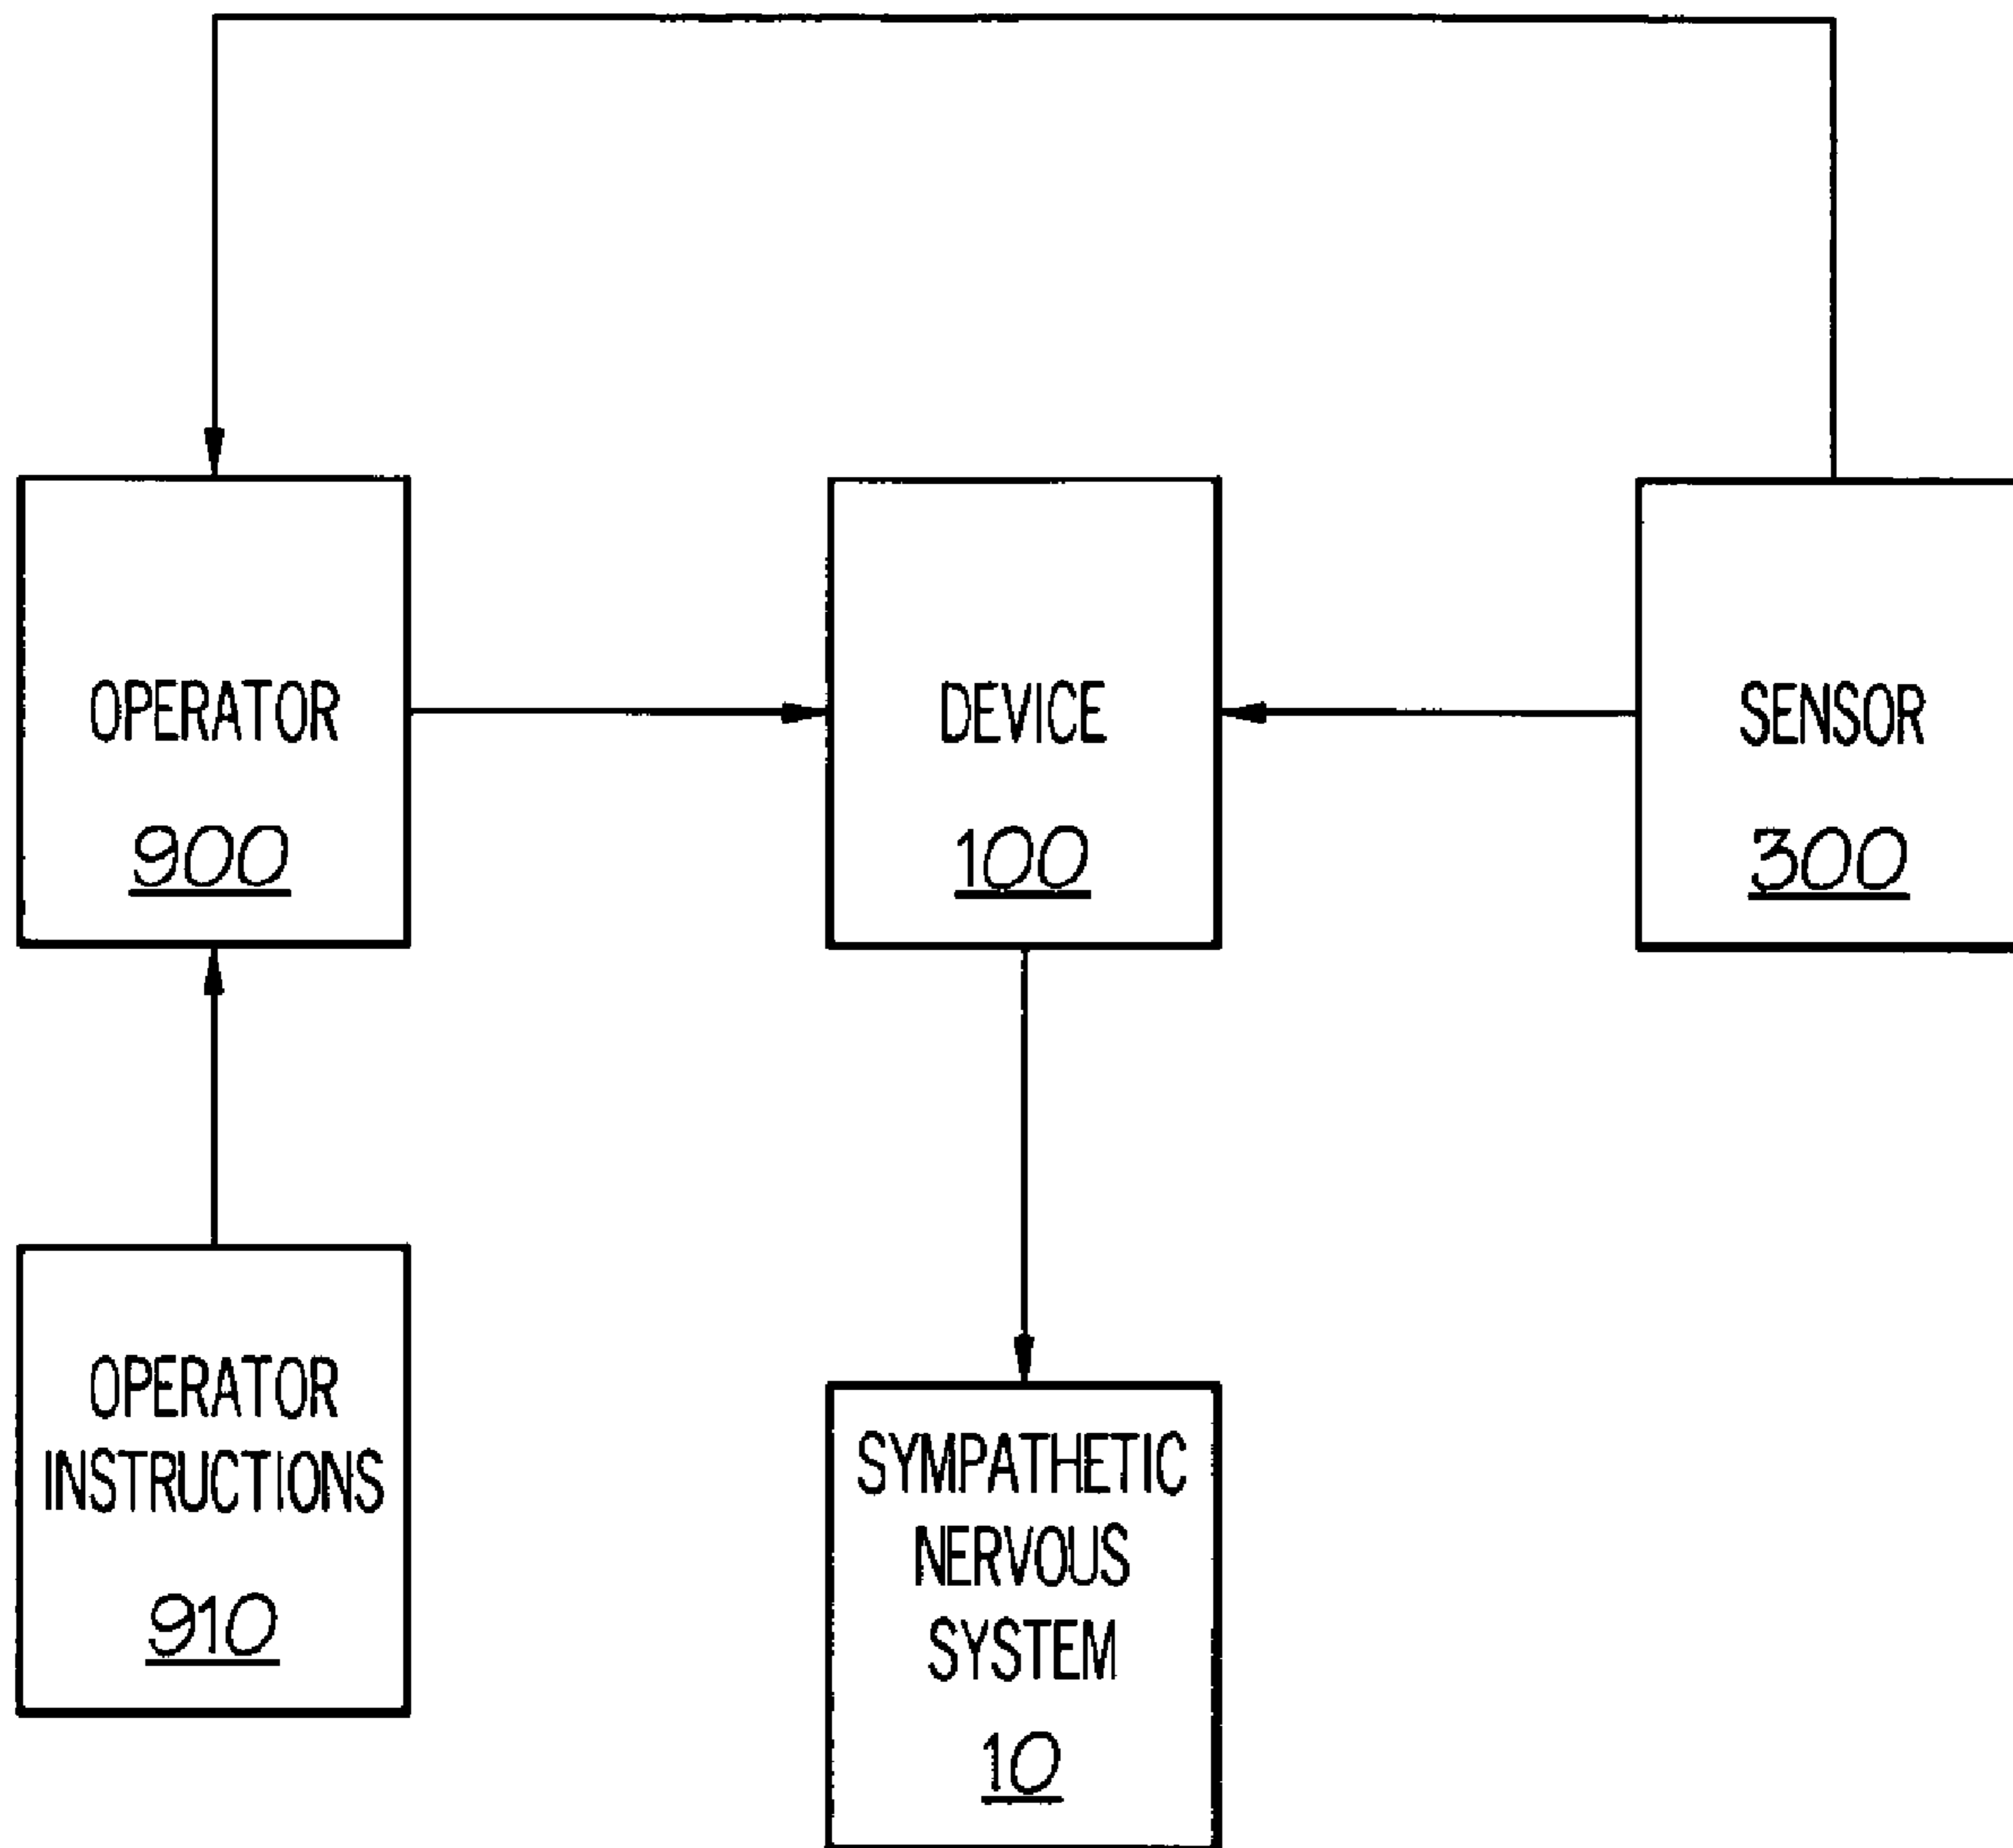 OPERATOR
900
DEVICE
100
SENSOR
300
OPERATOR
INSTRUCTIONS
910
SYMPATHETIC
NERVOUS
SYSTEM
10